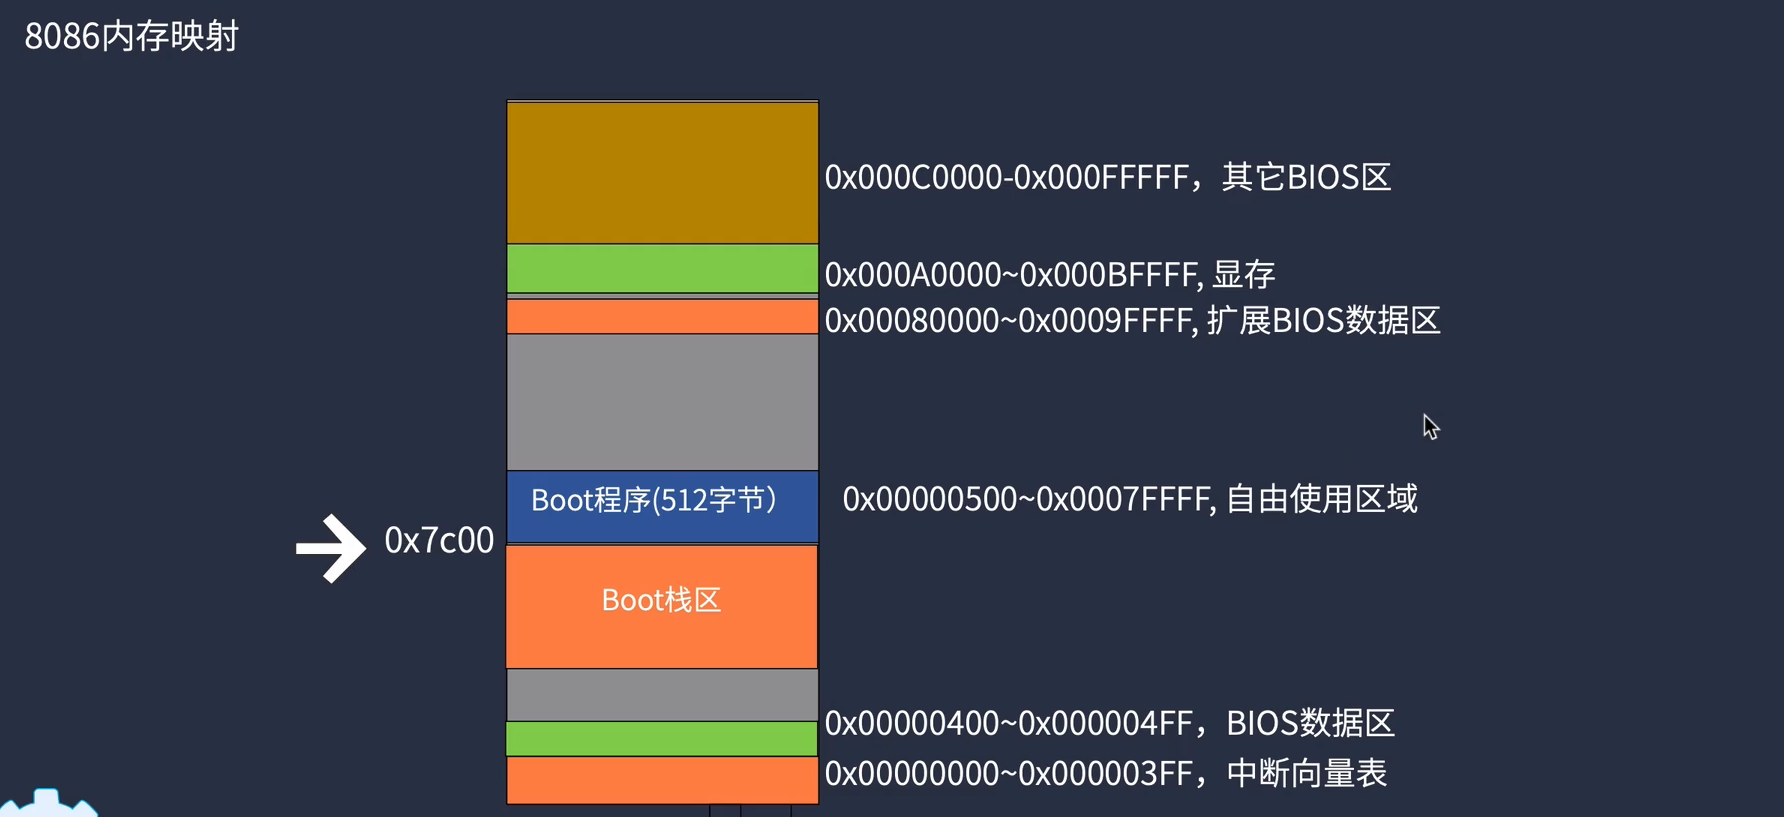 8086内存映射
0x000C0000-0x000FFFFF，其它BIOS区
0x000A0000~0x000BFFFF, 显存
0x00080000~0x0009FFFF, 扩展BIOS数据区
Boot程序(512字节）
0x00000500~0x0007FFFF, 自由使用区域
0x7c00
Boot栈区
0x00000400~0x000004FF，BIOS数据区
0x00000000~0x000003FF，中断向量表